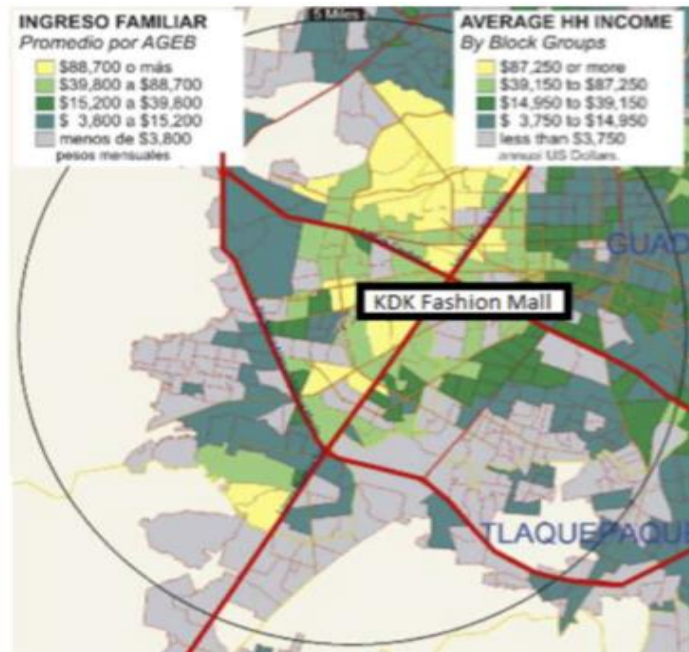 5 Miles
INGRESO FAMILIAR
Promedio por AGEB
$88,700 o más
$39,800 a $88,700
$15,200 a $39,800
$ 3,800 a $15,200
menos de $3,800
pesos mensuales
AVERAGE HH INCOME
By Block Groups
$87,250 or more
$39,150 to $87,250
$14,950 to $39,150
$ 3,750 to $14,950
less than $3,750
annual US Dollars.
GUAD
KDK Fashion Mall
TLAQUEPAQUE